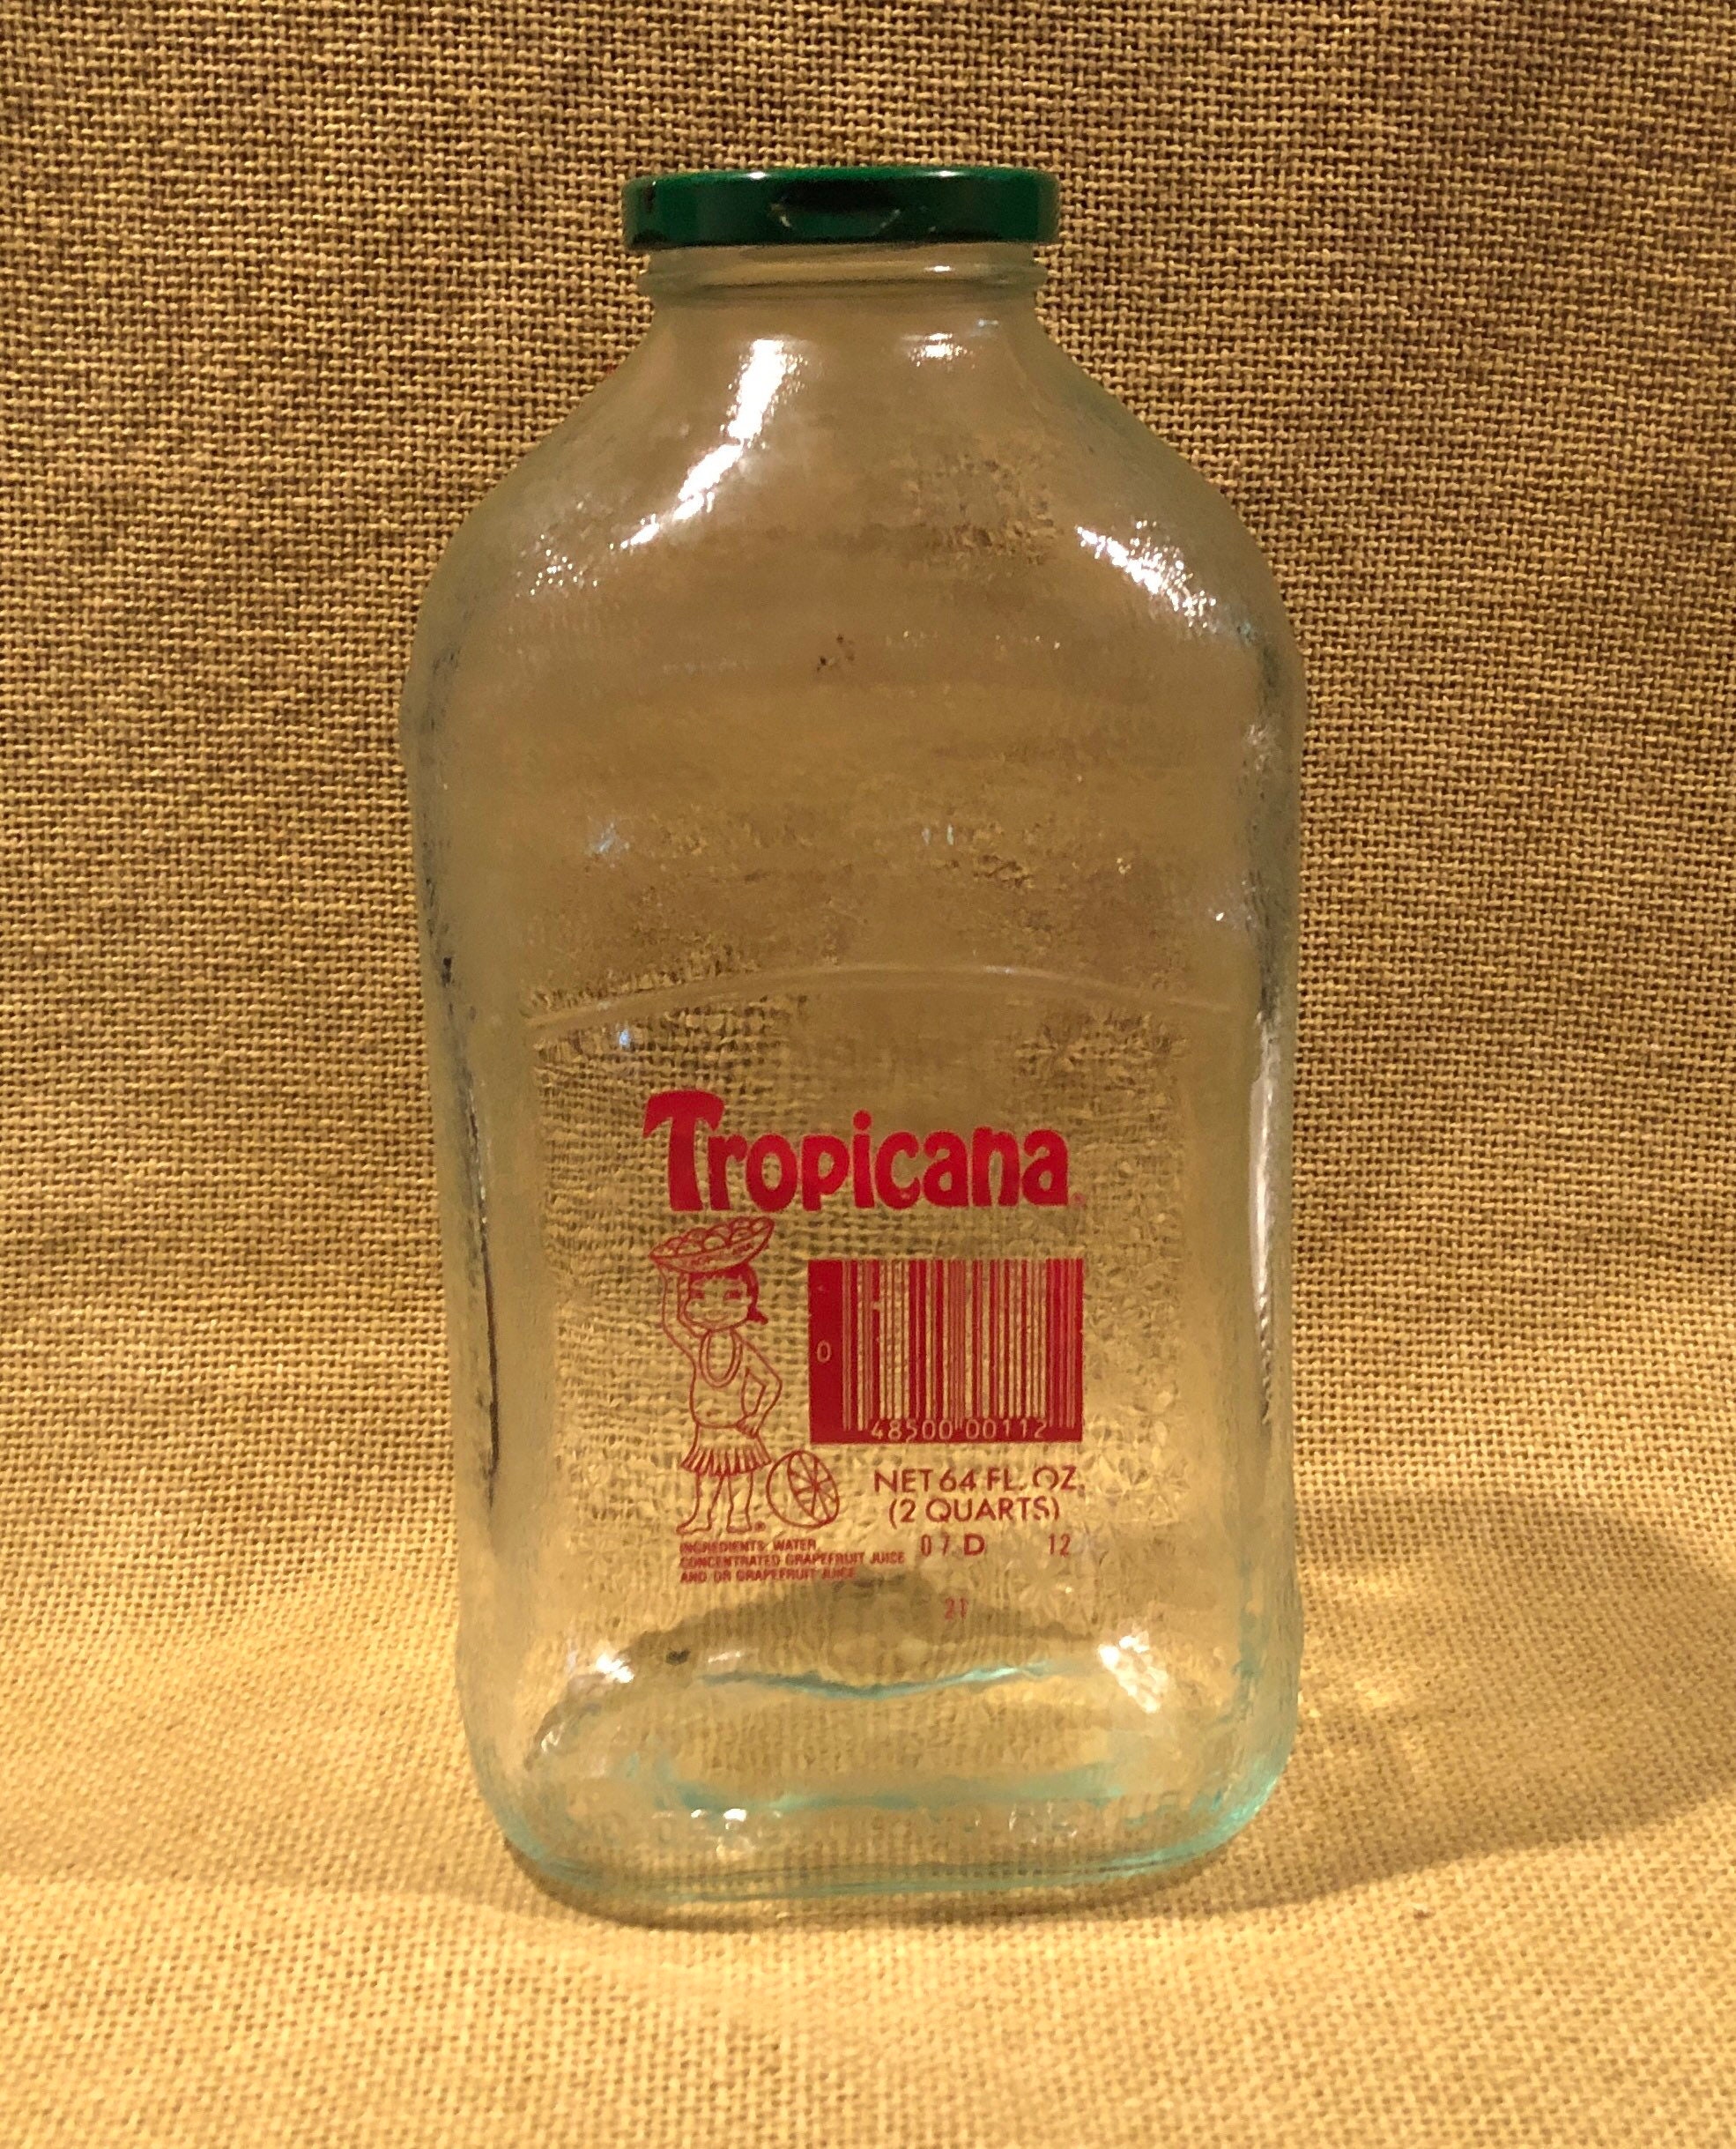 Tropicana
0
48500 00112
NET 64 FL. OZ.
(2 QUARTS)
INGREDIENTS: WATER,
CONCENTRATED GRAPEFRUIT JUICE
AND OR GRAPEFRUIT JUICE
07 D 12
21